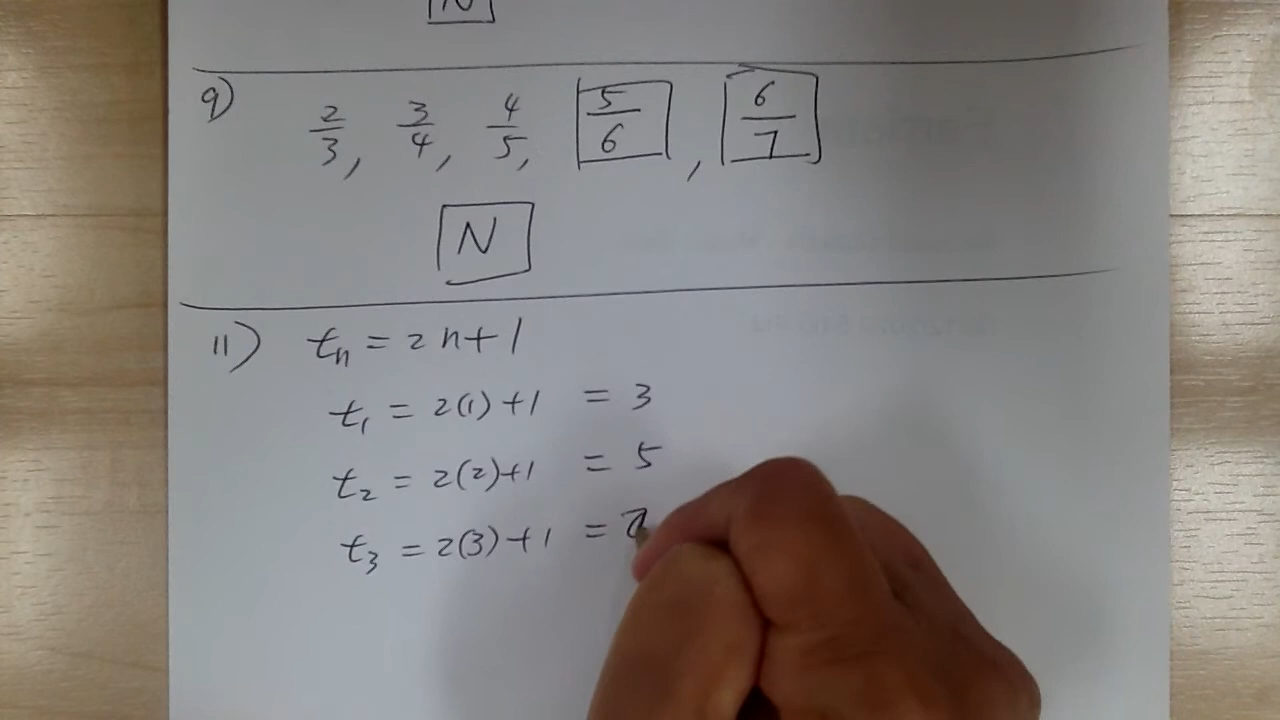 N
9) 2/3, 3/4, 4/5, 5/6, 6/7
N
11) tₙ = 2n+1
t₁ = 2(1)+1 = 3
t₂ = 2(2)+1 = 5
t₃ = 2(3)+1 =